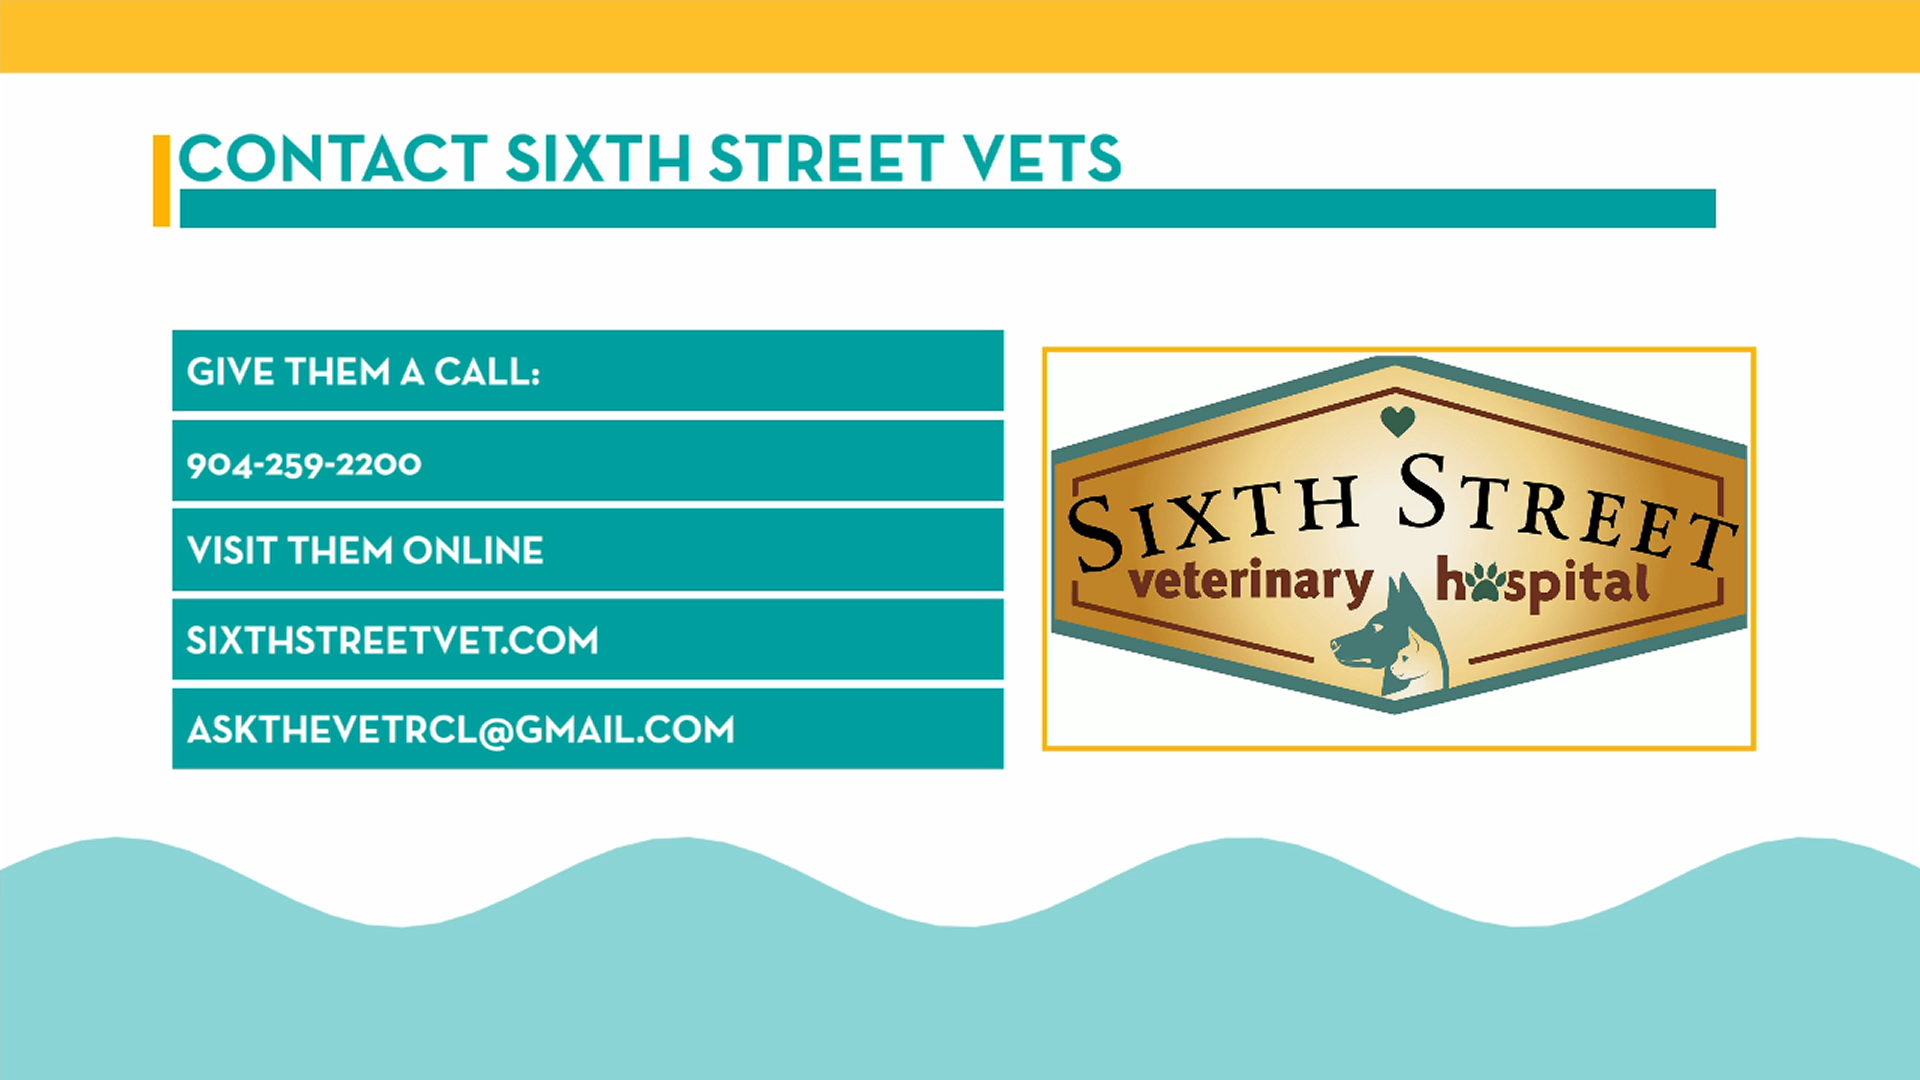 CONTACT SIXTH STREET VETS
GIVE THEM A CALL:
904-259-2200
VISIT THEM ONLINE
SIXTHSTREETVET.COM
ASKTHEVETRCL@GMAIL.COM
SIXTH STREET
veterinary hospital